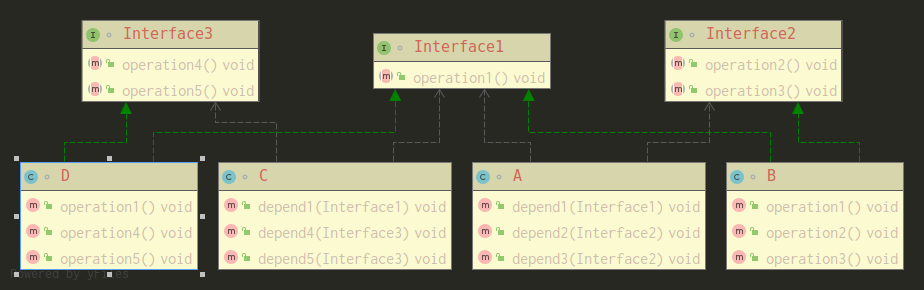 Interface3
operation4() void
operation5() void
Interface1
operation1() void
Interface2
operation2() void
operation3() void
D
operation1() void
operation4() void
operation5() void
C
depend1(Interface1) void
depend4(Interface3) void
depend5(Interface3) void
A
depend1(Interface1) void
depend2(Interface2) void
depend3(Interface2) void
B
operation1() void
operation2() void
operation3() void
Powered by yFiles